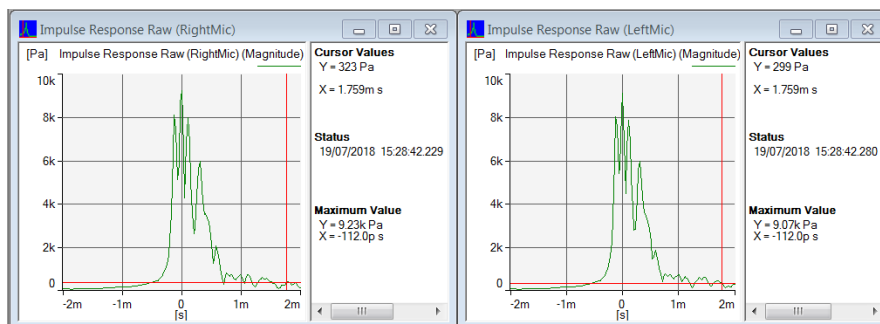 Impulse Response Raw (RightMic)
[Pa] Impulse Response Raw (RightMic) (Magnitude)
10k
8k
6k
4k
2k
0
-2m -1m 0 1m 2m
[s]
Cursor Values
Y = 323 Pa
X = 1.759m s
Status
19/07/2018 15:28:42.229
Maximum Value
Y = 9.23k Pa
X = -112.0p s
Impulse Response Raw (LeftMic)
[Pa] Impulse Response Raw (LeftMic) (Magnitude)
10k
8k
6k
4k
2k
0
-2m -1m 0 1m 2m
[s]
Cursor Values
Y = 299 Pa
X = 1.759m s
Status
19/07/2018 15:28:42.280
Maximum Value
Y = 9.07k Pa
X = -112.0p s